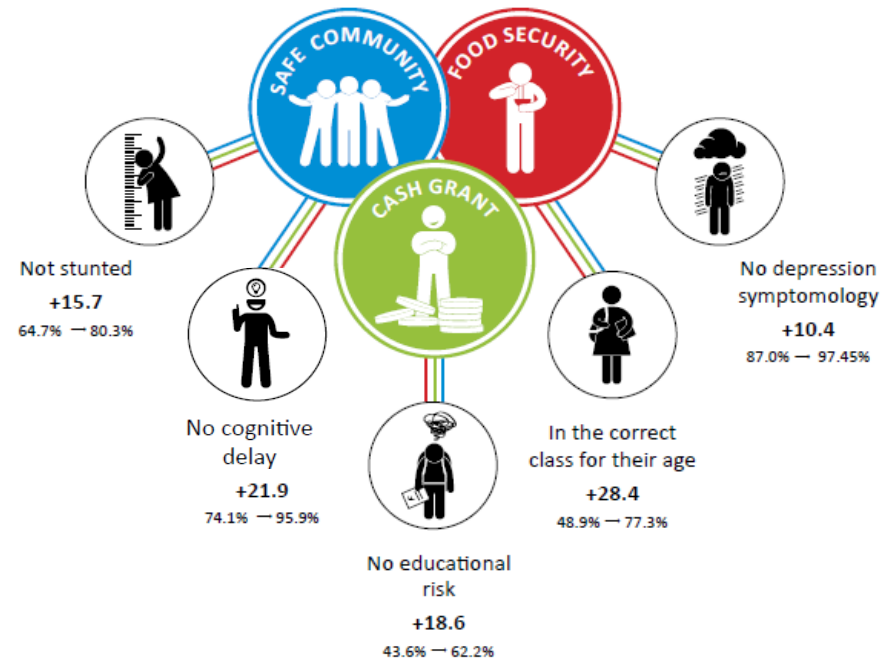 SAFE COMMUNITY
FOOD SECURITY
CASH GRANT
Not stunted
+15.7
64.7% → 80.3%
No cognitive
delay
+21.9
74.1% → 95.9%
No educational
risk
+18.6
43.6% → 62.2%
In the correct
class for their age
+28.4
48.9% → 77.3%
No depression
symptomology
+10.4
87.0% → 97.45%